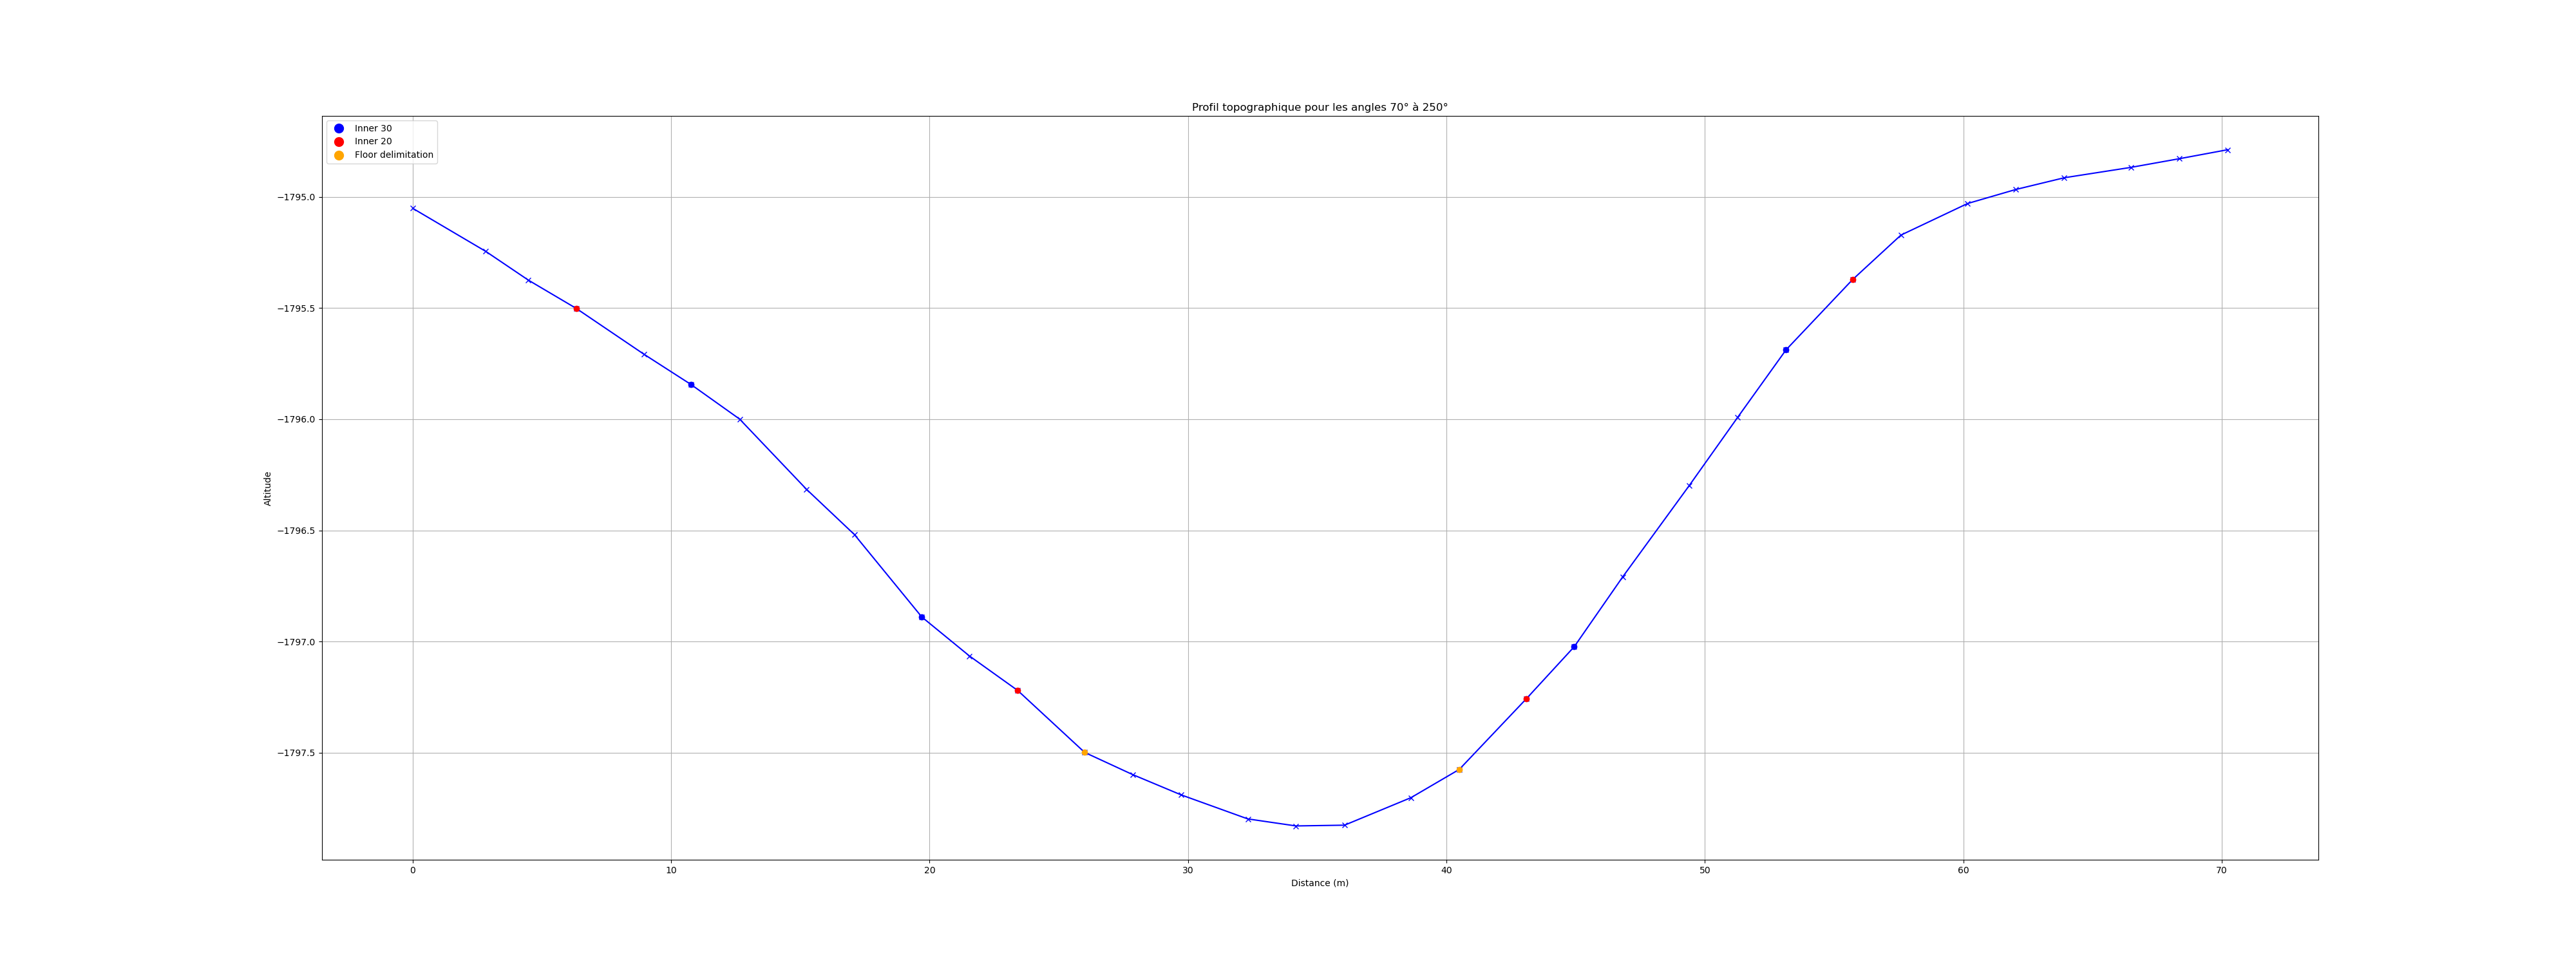 Profil topographique pour les angles 70° à 250°
Inner 30
Inner 20
Floor delimitation
−1795.0
−1795.5
−1796.0
−1796.5
−1797.0
−1797.5
Altitude
0 10 20 30 40 50 60 70
Distance (m)